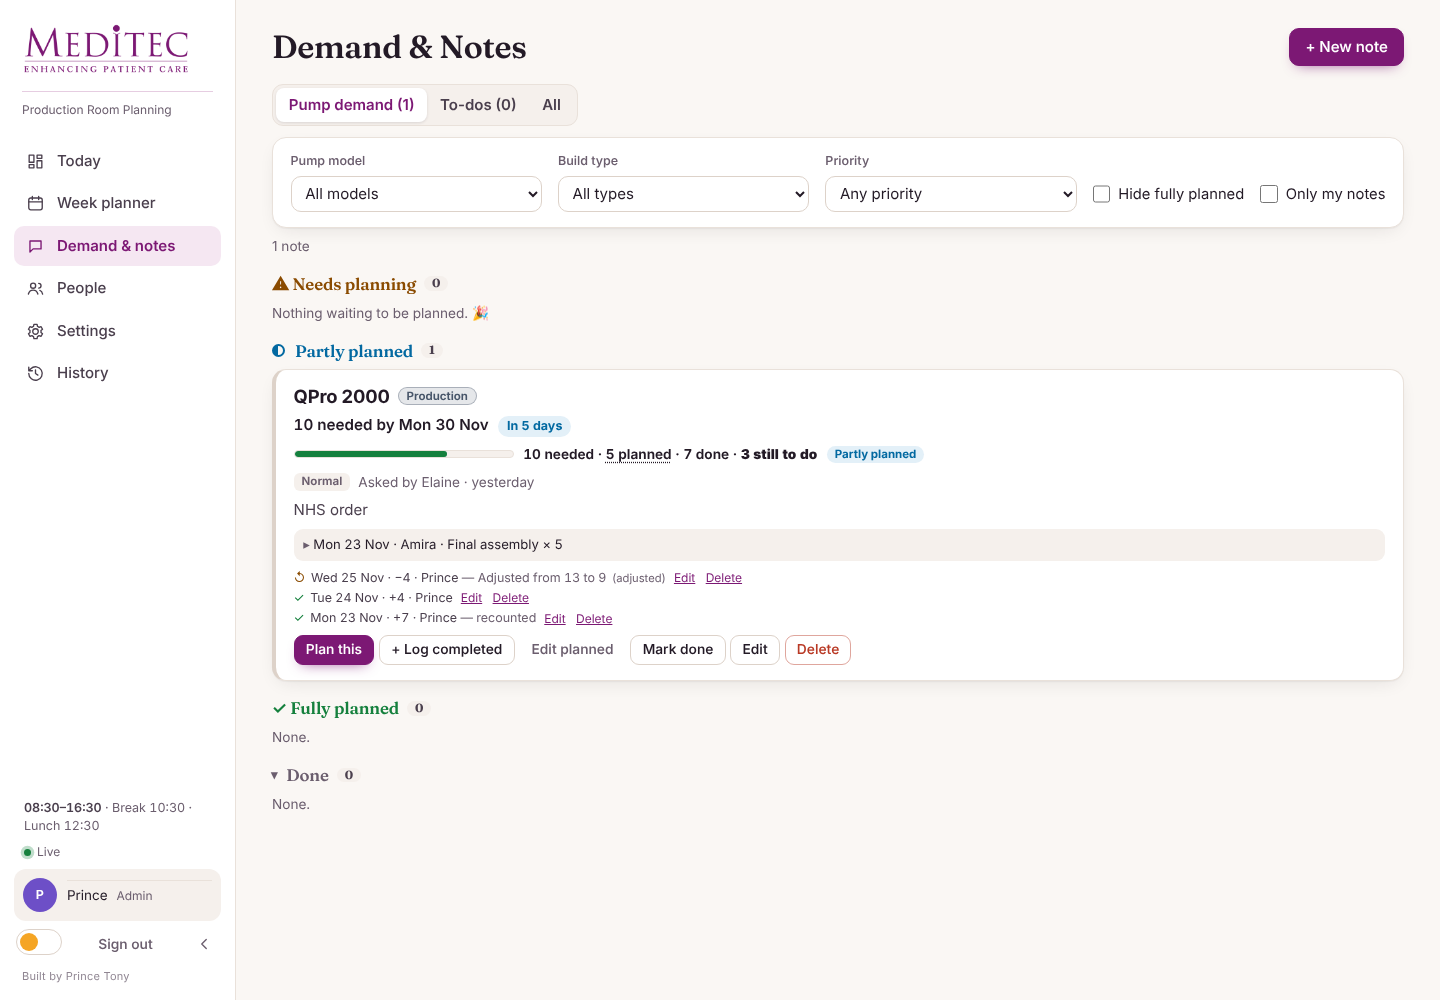 MEDITEC
ENHANCING PATIENT CARE
Production Room Planning
Today
Week planner
Demand & notes
People
Settings
History
08:30–16:30 · Break 10:30 ·
Lunch 12:30
Live
P
Prince Admin
Sign out
Built by Prince Tony
Demand & Notes
+ New note
Pump demand (1) To-dos (0) All
Pump model Build type Priority
All models All types Any priority Hide fully planned Only my notes
1 note
Needs planning 0
Nothing waiting to be planned. 🎉
Partly planned 1
QPro 2000 Production
10 needed by Mon 30 Nov In 5 days
10 needed · 5 planned · 7 done · 3 still to do Partly planned
Normal Asked by Elaine · yesterday
NHS order
▸ Mon 23 Nov · Amira · Final assembly × 5
Wed 25 Nov · −4 · Prince — Adjusted from 13 to 9 (adjusted) Edit Delete
✓ Tue 24 Nov · +4 · Prince Edit Delete
✓ Mon 23 Nov · +7 · Prince — recounted Edit Delete
Plan this + Log completed Edit planned Mark done Edit Delete
Fully planned 0
None.
▾ Done 0
None.